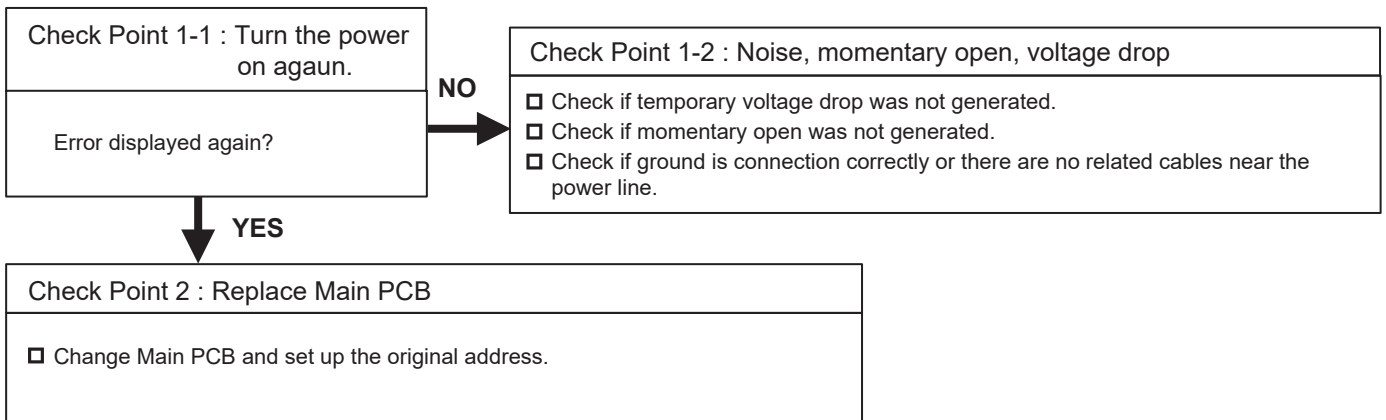 Check Point 1-1 : Turn the power
on agaun.
Error displayed again?
NO
Check Point 1-2 : Noise, momentary open, voltage drop
Check if temporary voltage drop was not generated.
Check if momentary open was not generated.
Check if ground is connection correctly or there are no related cables near the
power line.
YES
Check Point 2 : Replace Main PCB
Change Main PCB and set up the original address.